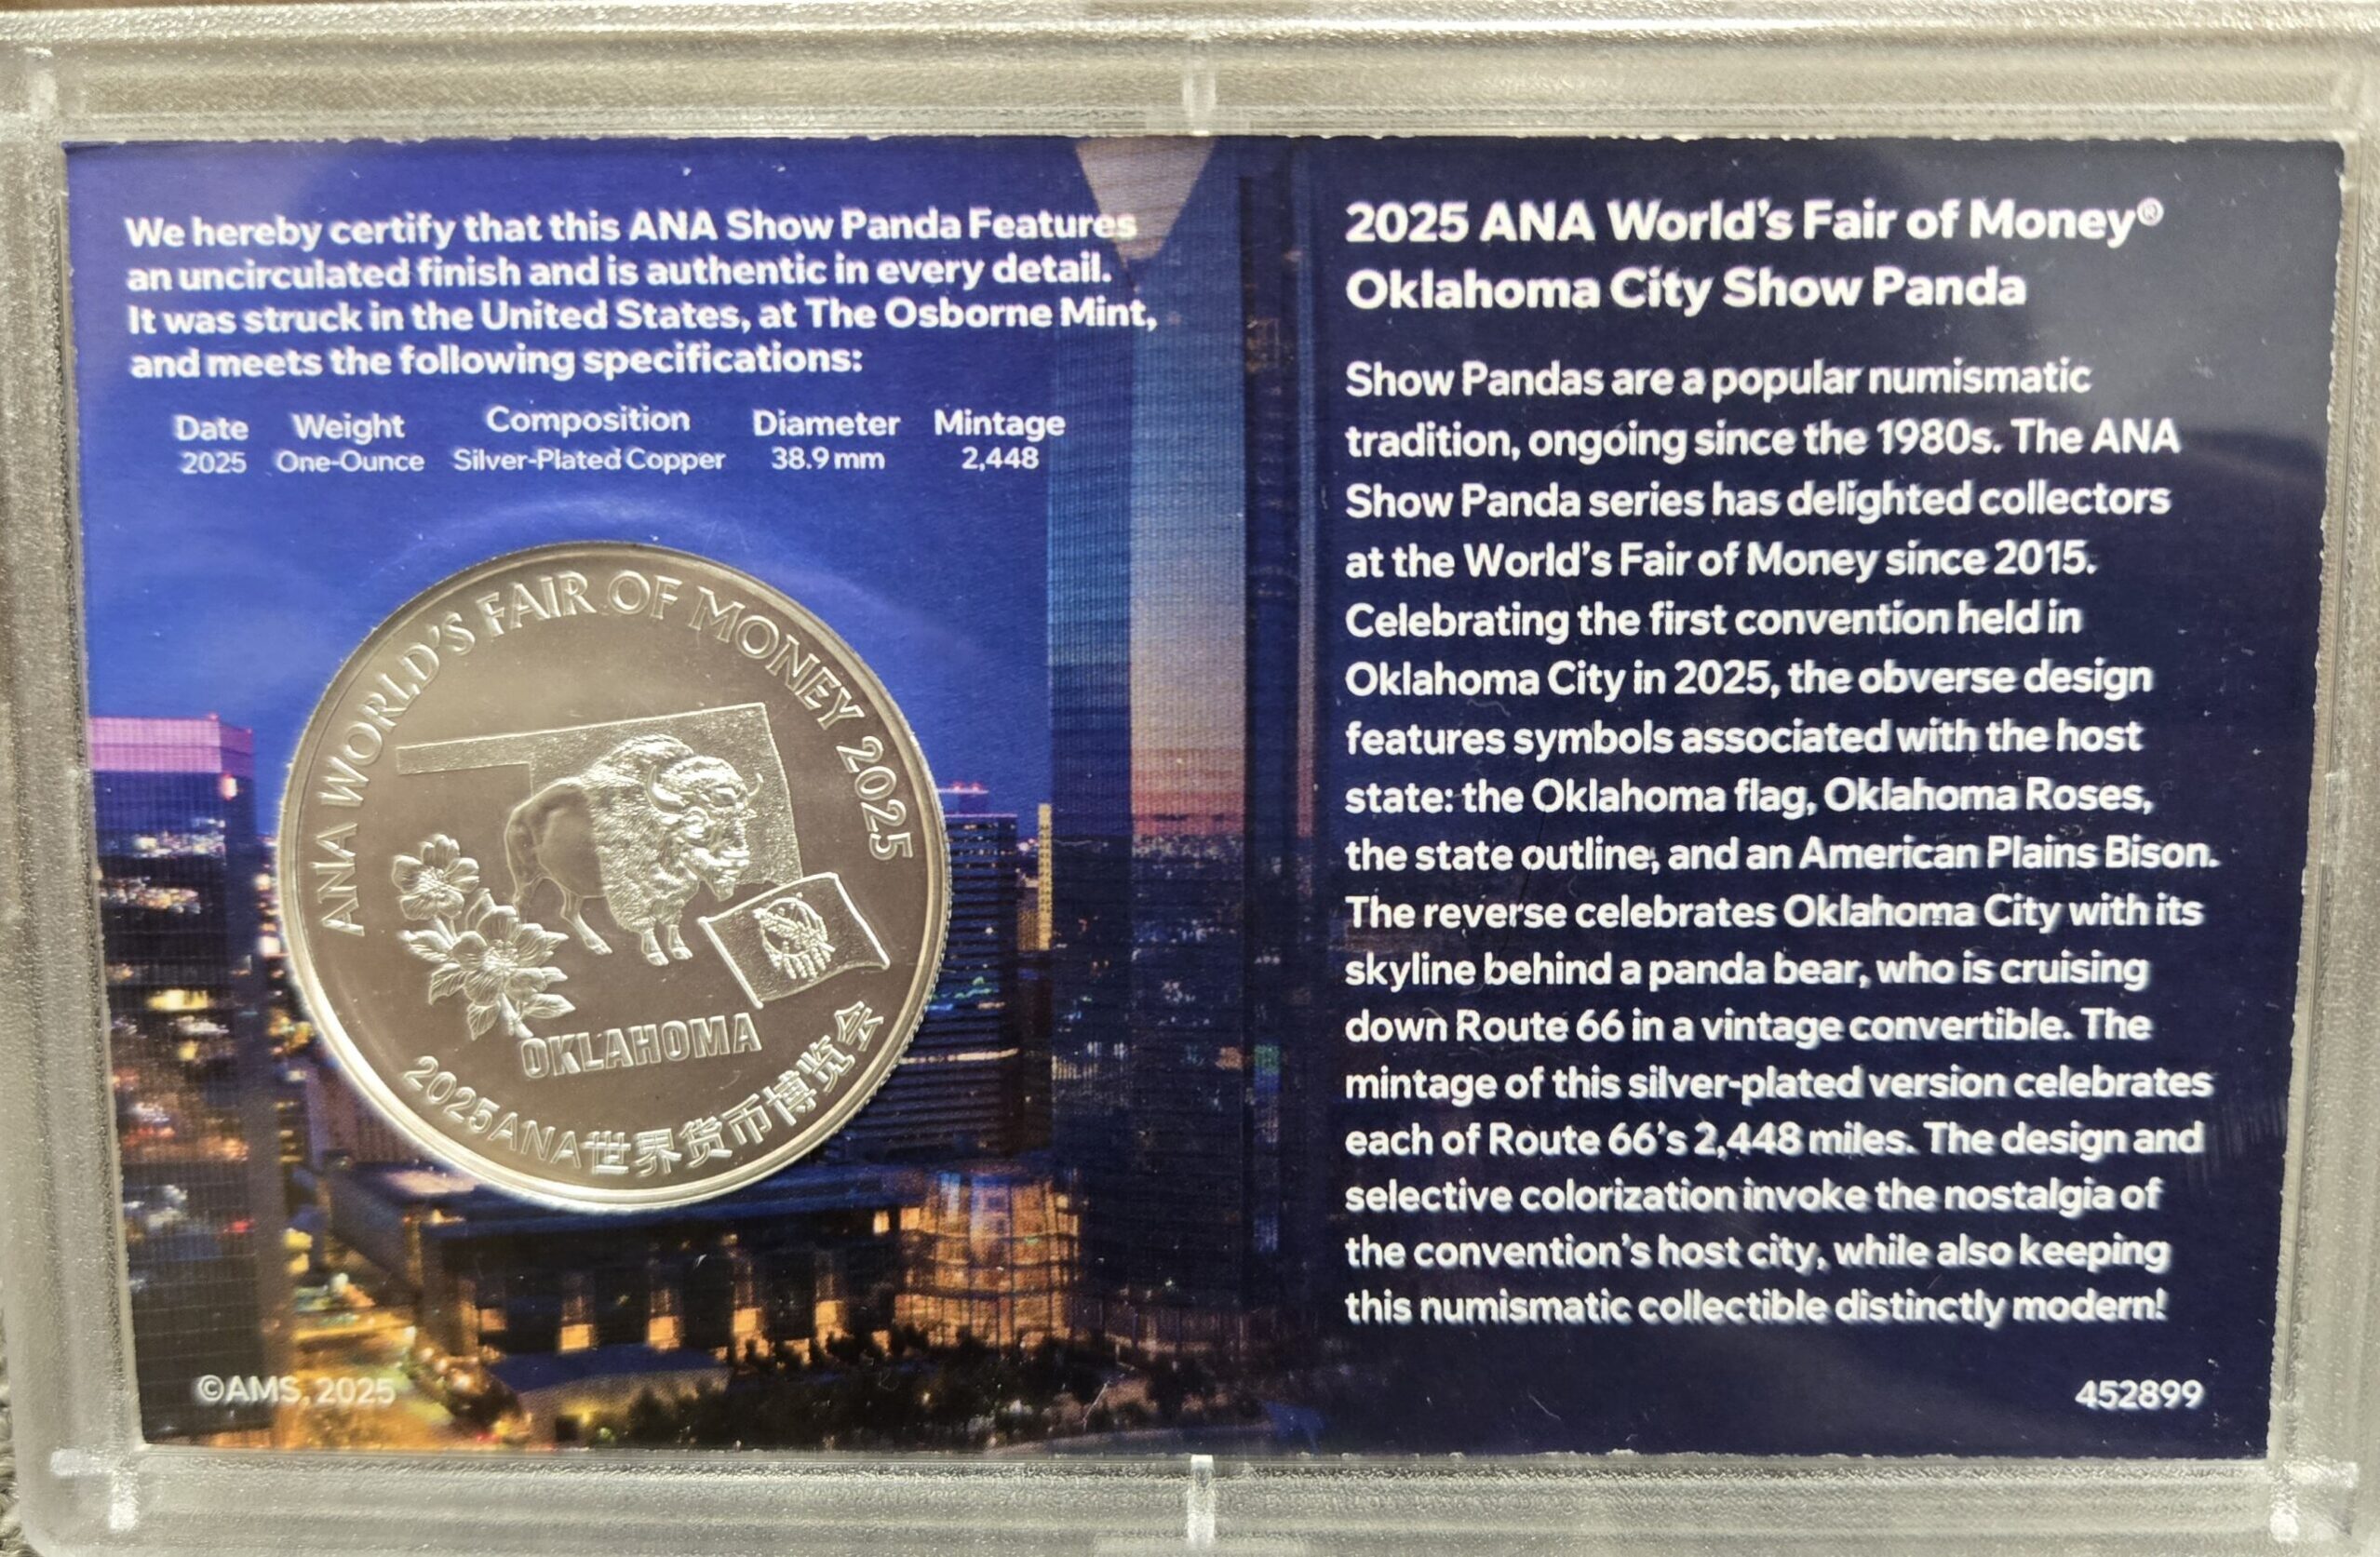 We hereby certify that this ANA Show Panda Features
an uncirculated finish and is authentic in every detail.
It was struck in the United States, at The Osborne Mint,
and meets the following specifications:
Date Weight Composition Diameter Mintage
2025 One-Ounce Silver-Plated Copper 38.9 mm 2,448
ANA WORLD'S FAIR OF MONEY 2025
OKLAHOMA
2025ANA世界货币博览会
©AMS, 2025
2025 ANA World's Fair of Money®
Oklahoma City Show Panda
Show Pandas are a popular numismatic
tradition, ongoing since the 1980s. The ANA
Show Panda series has delighted collectors
at the World's Fair of Money since 2015.
Celebrating the first convention held in
Oklahoma City in 2025, the obverse design
features symbols associated with the host
state: the Oklahoma flag, Oklahoma Roses,
the state outline, and an American Plains Bison.
The reverse celebrates Oklahoma City with its
skyline behind a panda bear, who is cruising
down Route 66 in a vintage convertible. The
mintage of this silver-plated version celebrates
each of Route 66's 2,448 miles. The design and
selective colorization invoke the nostalgia of
the convention's host city, while also keeping
this numismatic collectible distinctly modern!
452899